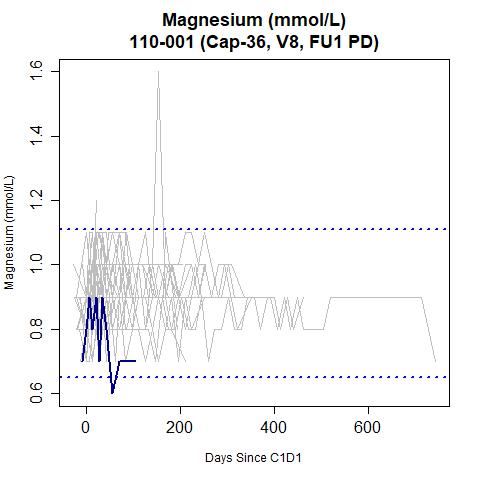 Magnesium (mmol/L)
110-001 (Cap-36, V8, FU1 PD)
Magnesium (mmol/L)
1.6
1.4
1.2
1.0
0.8
0.6
0 200 400 600
Days Since C1D1